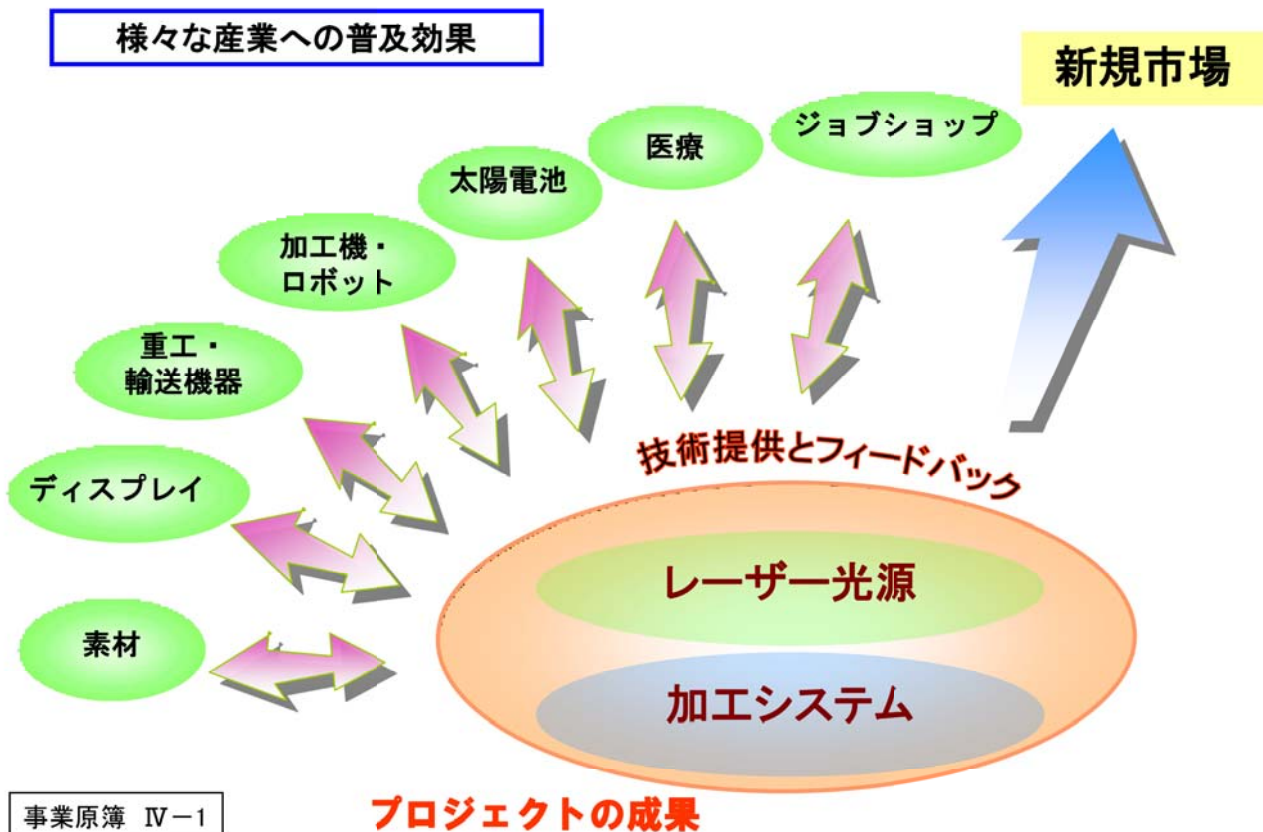 様々な産業への普及効果
新規市場
ジョブショップ
医療
太陽電池
加工機・
ロボット
重工・
輸送機器
ディスプレイ
素材
技術提供とフィードバック
レーザー光源
加工システム
プロジェクトの成果
事業原簿 Ⅳ－1